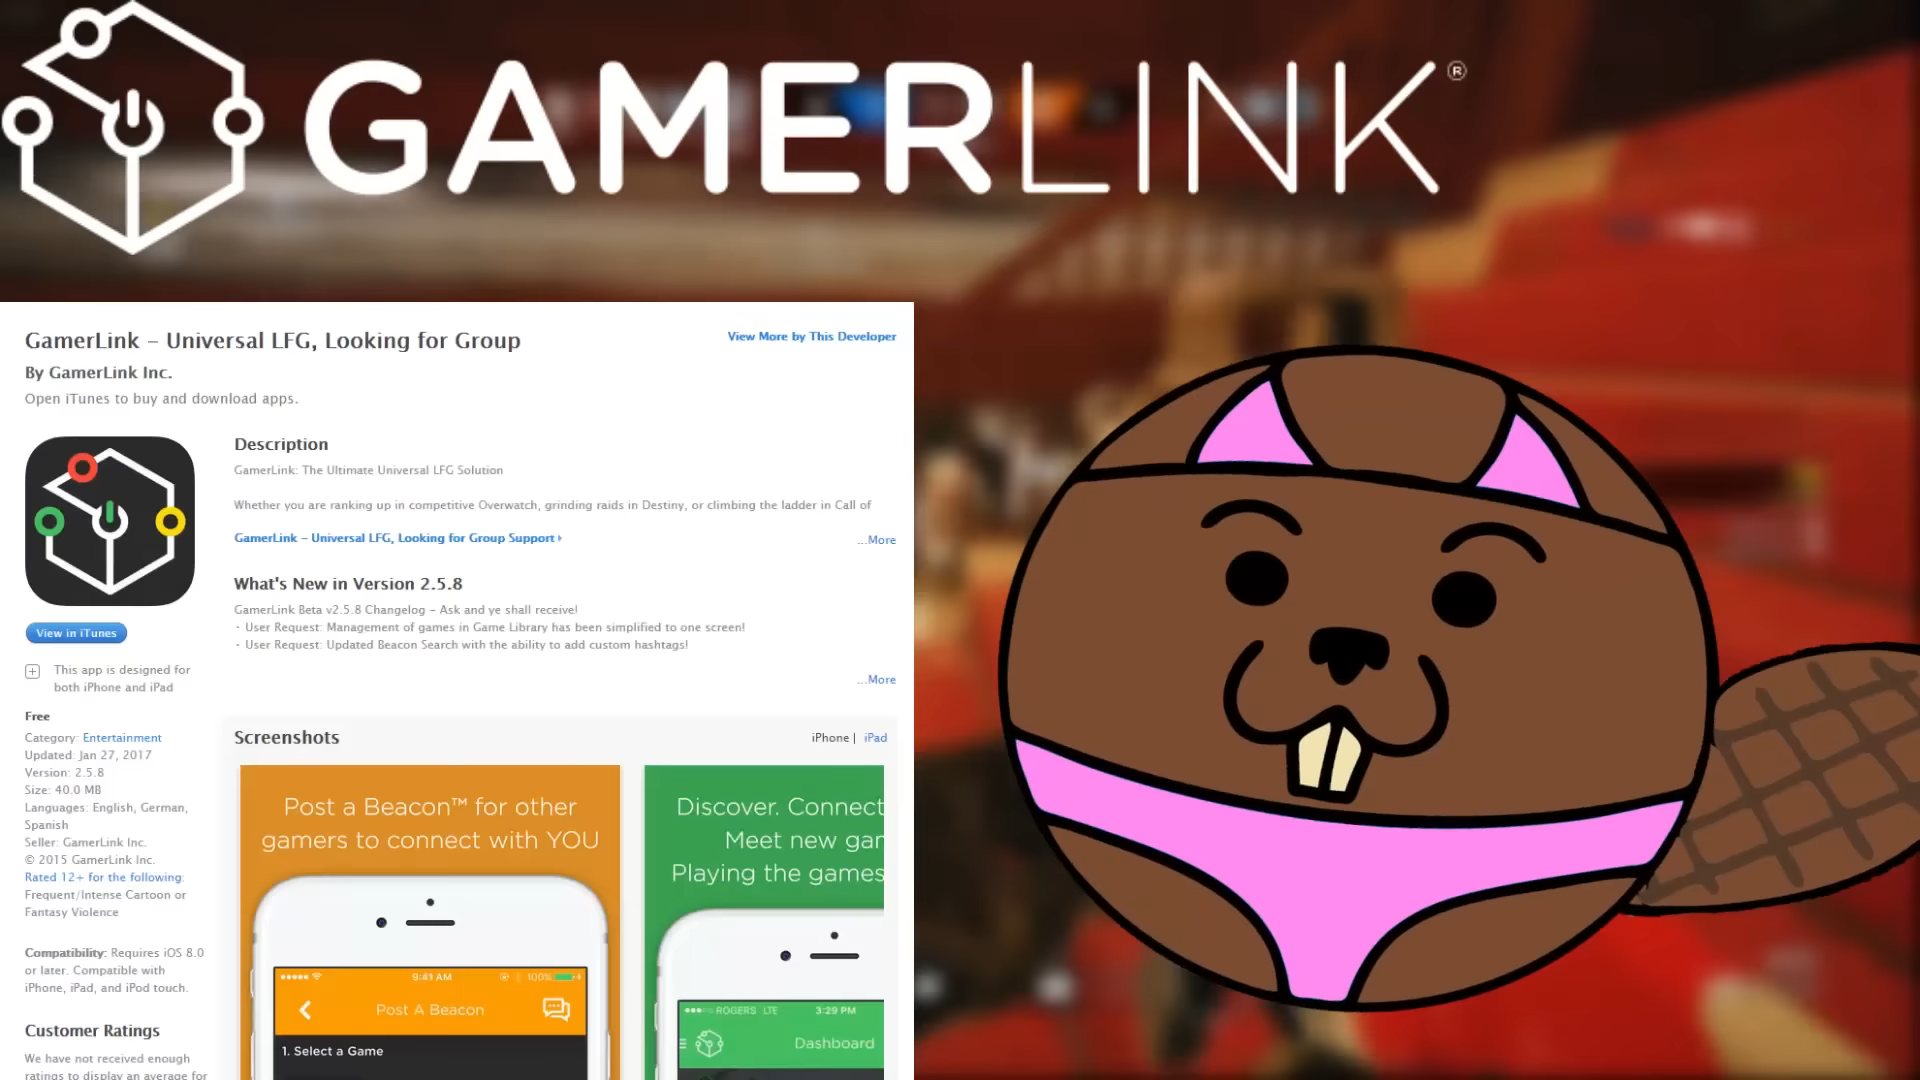 GAMERLINK®
GamerLink – Universal LFG, Looking for Group
View More by This Developer
By GamerLink Inc.
Open iTunes to buy and download apps.
Description
GamerLink: The Ultimate Universal LFG Solution
Whether you are ranking up in competitive Overwatch, grinding raids in Destiny, or climbing the ladder in Call of
GamerLink – Universal LFG, Looking for Group Support
...More
What's New in Version 2.5.8
GamerLink Beta v2.5.8 Changelog – Ask and ye shall receive!
• User Request: Management of games in Game Library has been simplified to one screen!
• User Request: Updated Beacon Search with the ability to add custom hashtags!
...More
View in iTunes
This app is designed for
both iPhone and iPad
Free
Category: Entertainment
Updated: Jan 27, 2017
Version: 2.5.8
Size: 40.0 MB
Languages: English, German,
Spanish
Seller: GamerLink Inc.
© 2015 GamerLink Inc.
Rated 12+ for the following:
Frequent/Intense Cartoon or
Fantasy Violence
Compatibility: Requires iOS 8.0
or later. Compatible with
iPhone, iPad, and iPod touch.
Customer Ratings
We have not received enough
ratings to display an average for
Screenshots
iPhone | iPad
Post a Beacon™ for other
gamers to connect with YOU
9:41 AM
100%
Post A Beacon
1. Select a Game
Discover. Connect
Meet new gar
Playing the games
ROGERS LTE
3:29 PM
Dashboard